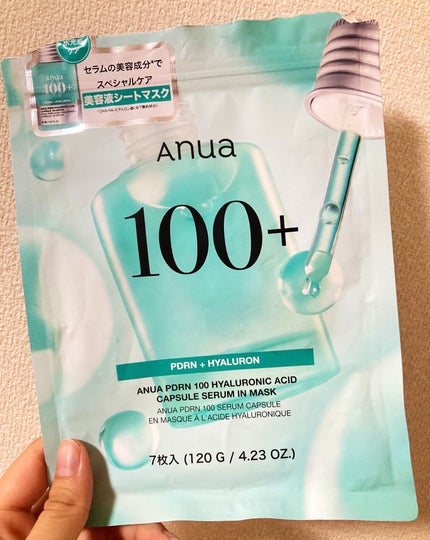 セラムの美容成分*で
スペシャルケア
美容液シートマスク
Anua
100+
Anua
100+
PDRN + HYALURON
ANUA PDRN 100 HYALURONIC ACID
CAPSULE SERUM IN MASK
ANUA PDRN 100 SERUM CAPSULE
EN MASQUE À L'ACIDE HYALURONIQUE
7枚入 (120 G / 4.23 OZ.)